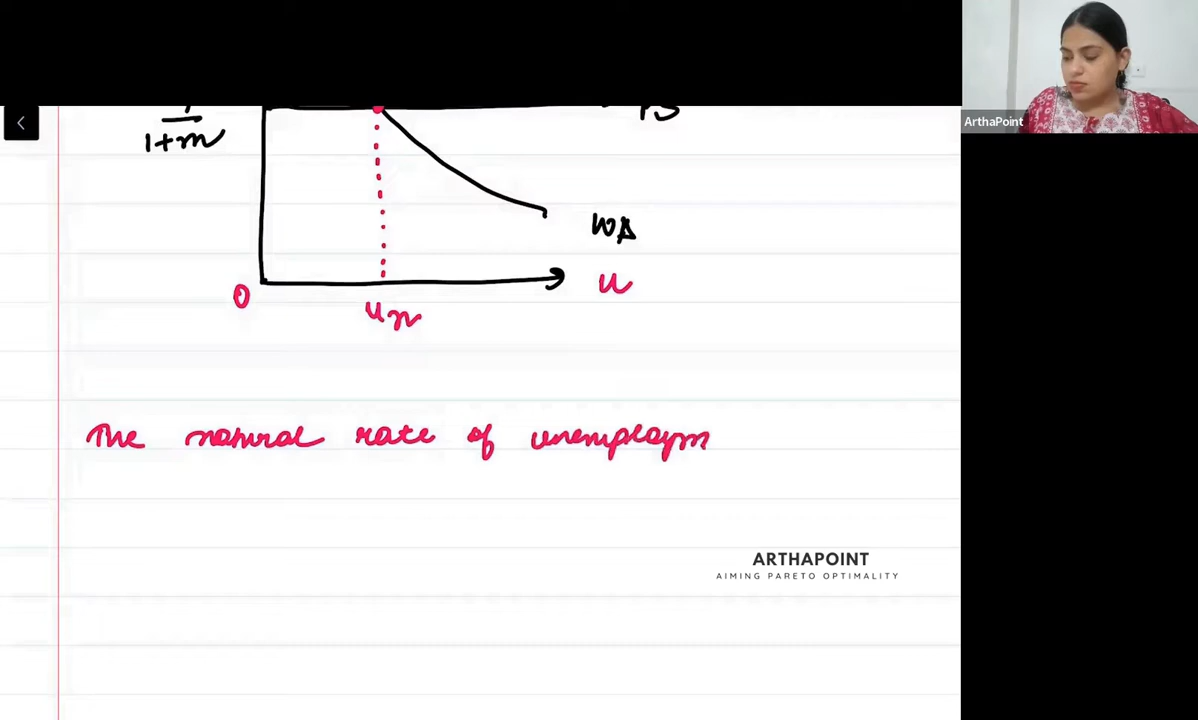 1+m
PS
WS
u
0
un
The natural rate of unemploym
ArthaPoint
ARTHAPOINT
AIMING PARETO OPTIMALITY